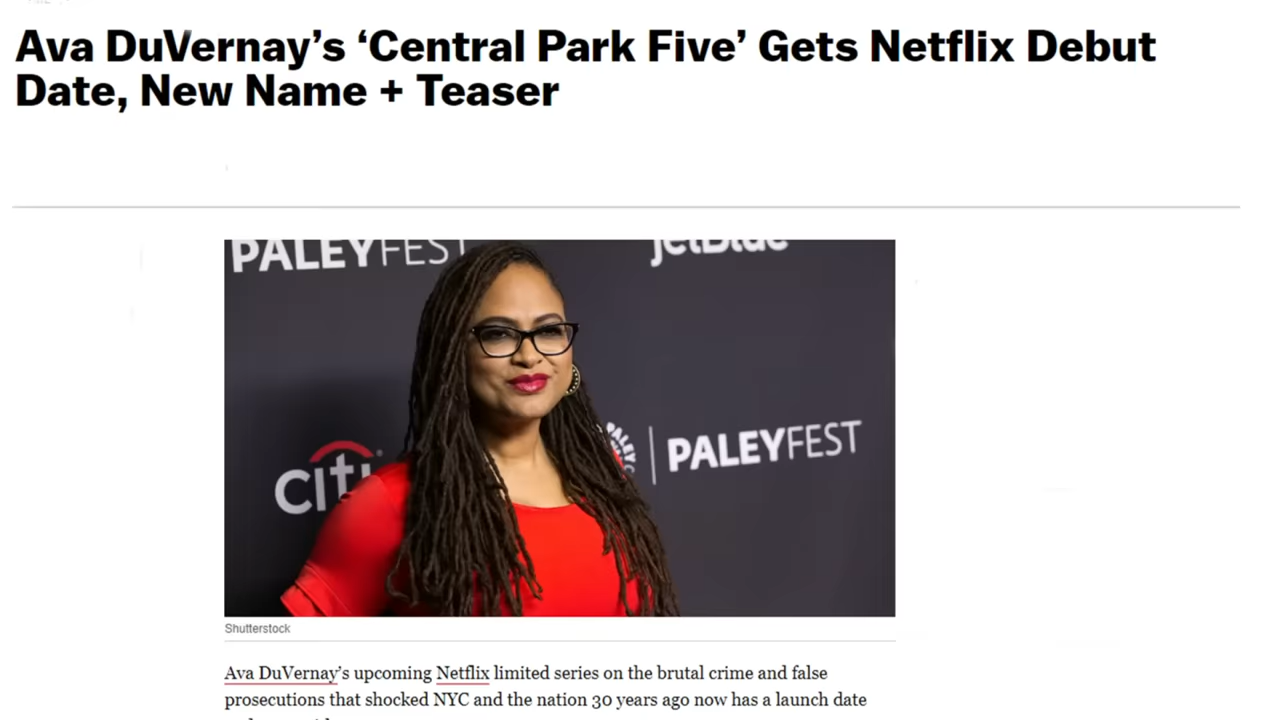 Ava DuVernay’s ‘Central Park Five’ Gets Netflix Debut
Date, New Name + Teaser
PALEYFEST
jetBlue
citi
PALEYFEST
Shutterstock
Ava DuVernay’s upcoming Netflix limited series on the brutal crime and false
prosecutions that shocked NYC and the nation 30 years ago now has a launch date